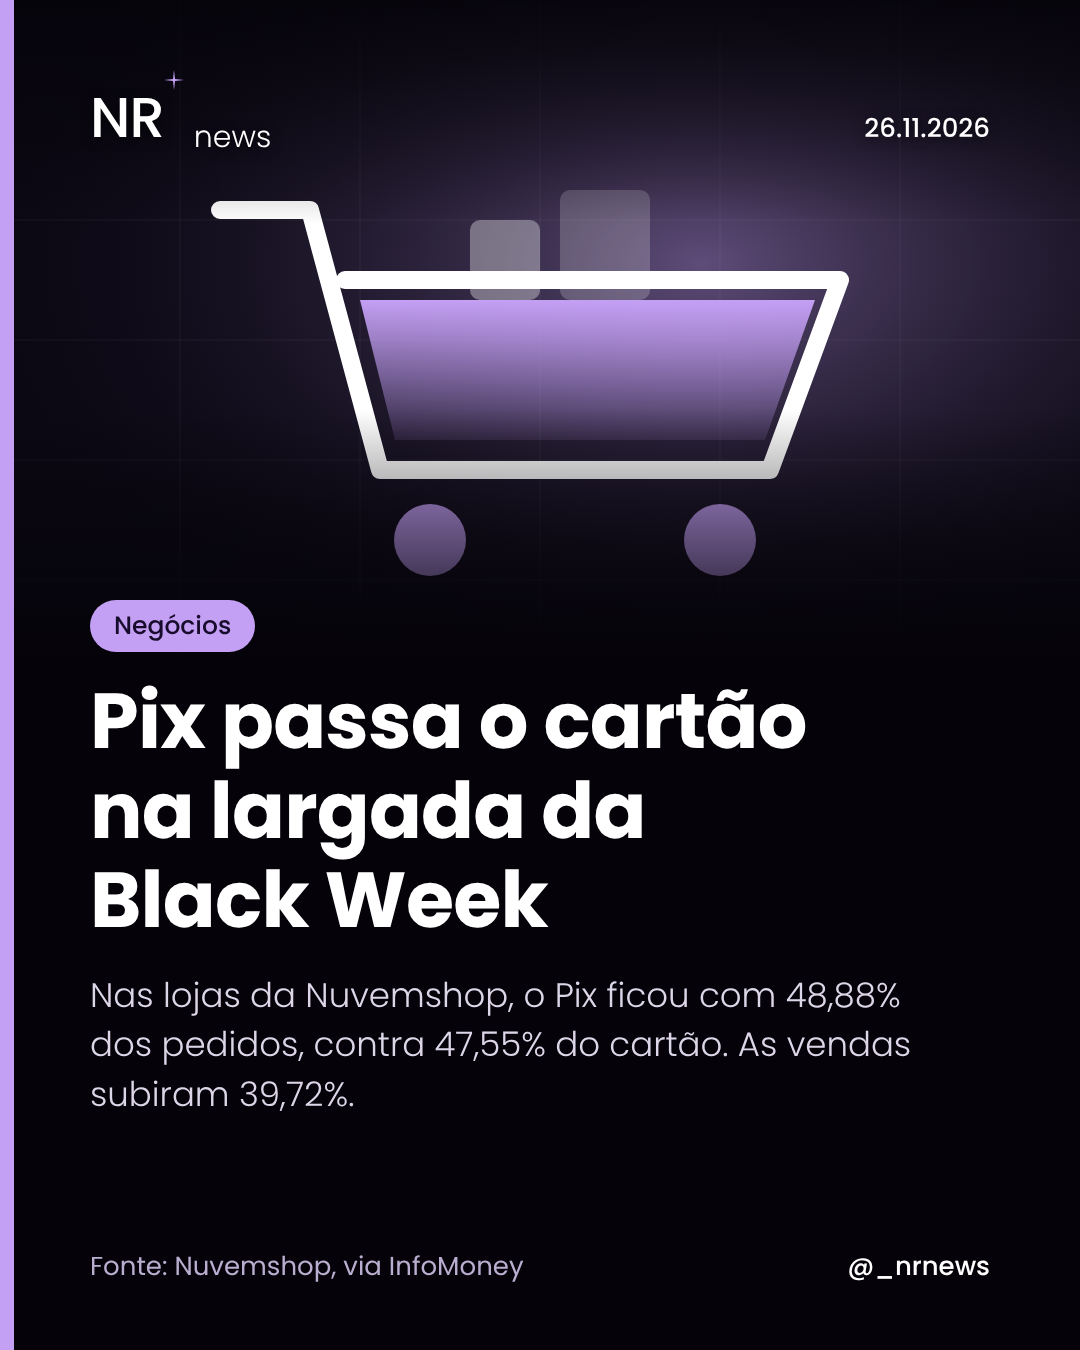 NR news
26.11.2026
Negócios
Pix passa o cartão
na largada da
Black Week
Nas lojas da Nuvemshop, o Pix ficou com 48,88%
dos pedidos, contra 47,55% do cartão. As vendas
subiram 39,72%.
Fonte: Nuvemshop, via InfoMoney
@_nrnews